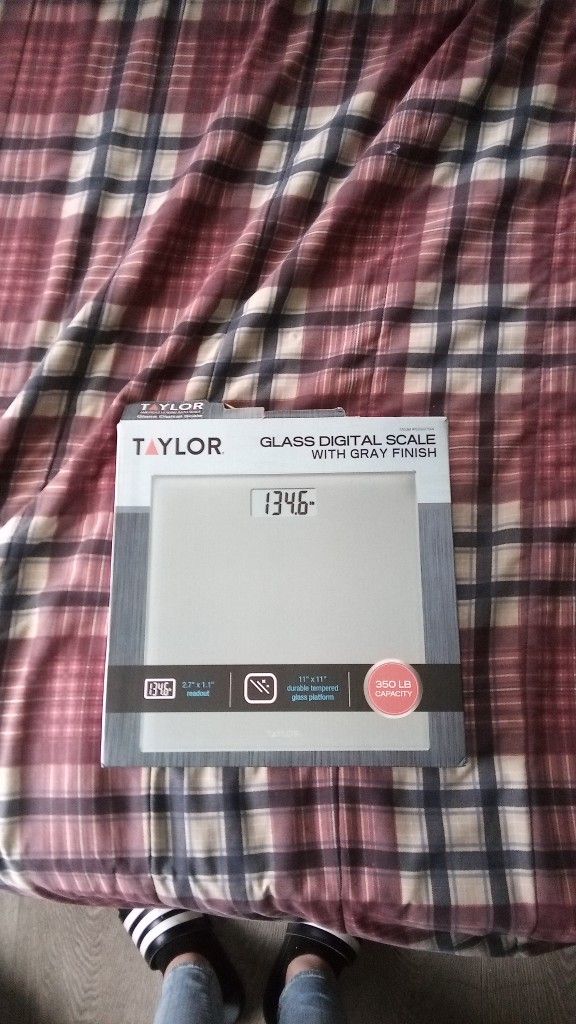 TAYLOR
TAYLOR
GLASS DIGITAL SCALE
WITH GRAY FINISH
134.6
134.6
2.7" x 1.1"
readout
11" x 11"
durable tempered
glass platform
350 LB
CAPACITY
TAYLOR